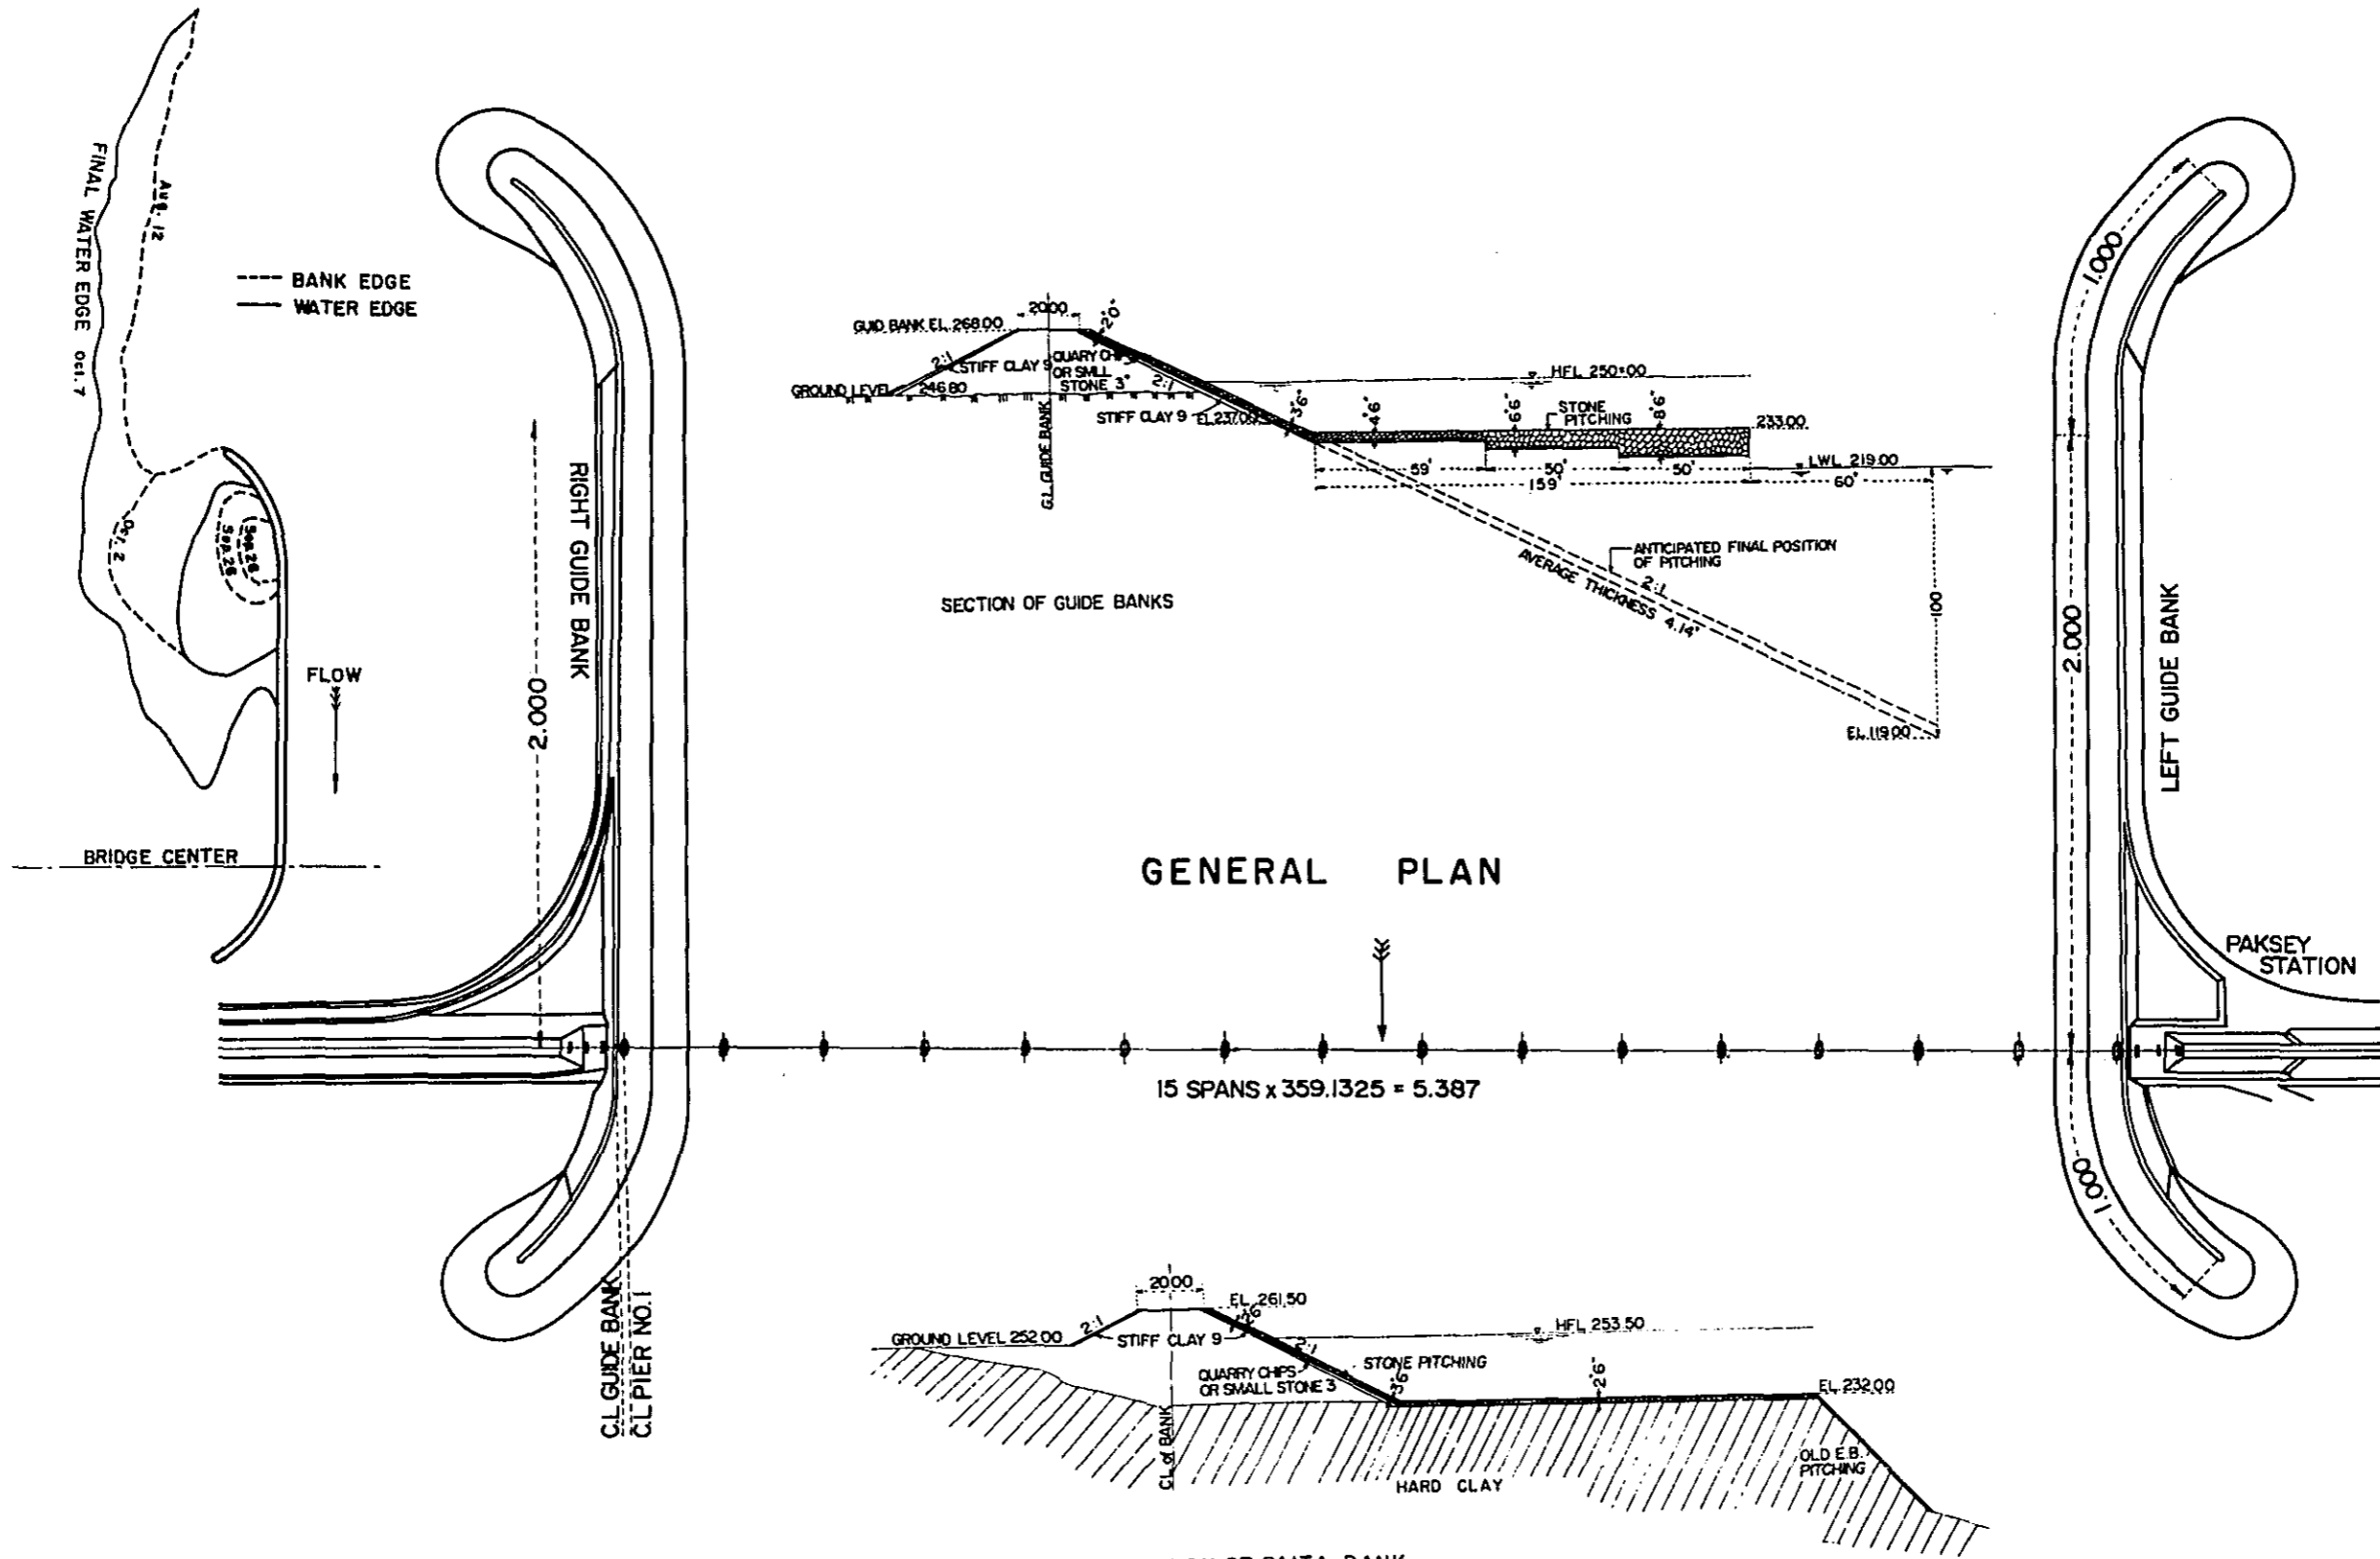 FINAL WATER EDGE Oct. 7
Aug. 12
BANK EDGE
WATER EDGE
Oct. 2
Sep. 26
Sep. 26
FLOW
BRIDGE CENTER
RIGHT GUIDE BANK
2.000
GUID BANK EL. 268.00
20.00
2'0"
2:1
STIFF CLAY 9"
QUARY CHIPS
OR SMLL
STONE 3"
2:1
GROUND LEVEL
246.80
STIFF CLAY 9
EL.237.00
C.L. GUIDE BANK
3'6"
4'6"
6'6"
8'6"
HFL 250.00
STONE
PITCHING
233.00
59'
50'
50'
159'
LWL 219.00
60'
ANTICIPATED FINAL POSITION
OF PITCHING
2:1
AVERAGE THICKNESS 4.14'
100
EL.119.00
SECTION OF GUIDE BANKS
1.000
2.000
LEFT GUIDE BANK
1.000
GENERAL PLAN
PAKSEY
STATION
15 SPANS x 359.1325 = 5.387
C.L. GUIDE BANK
C.L. PIER NO.1
20.00
EL. 261.50
GROUND LEVEL 252.00
2:1
STIFF CLAY 9
2:1
HFL 253.50
QUARRY CHIPS
OR SMALL STONE 3
STONE PITCHING
3'6"
2'6"
EL.232.00
C.L. of BANK
HARD CLAY
OLD E.B.
PITCHING